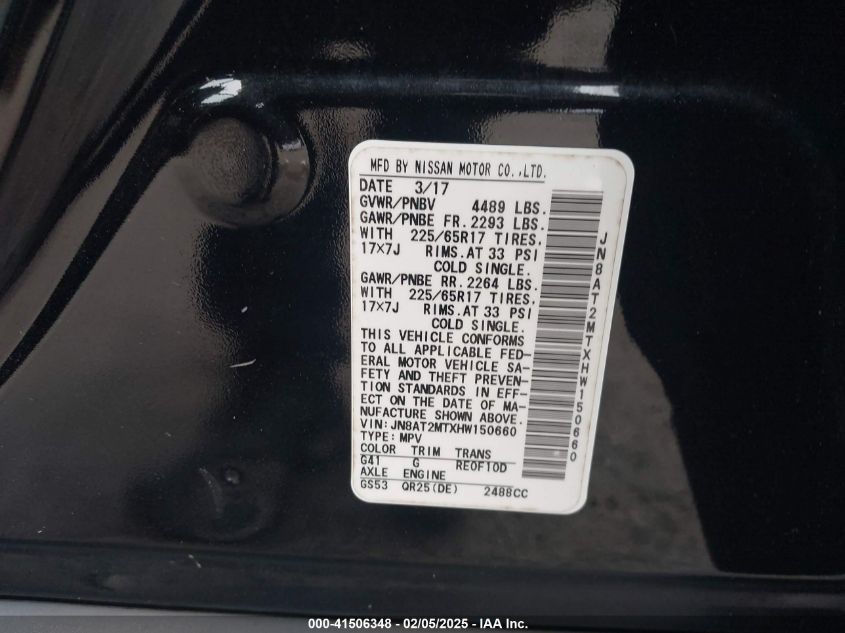 MFD BY NISSAN MOTOR CO.,LTD.
DATE 3/17
GVWR/PNBV 4489 LBS.
GAWR/PNBE FR. 2293 LBS.
WITH 225/65R17 TIRES.
17×7J RIMS. AT 33 PSI
COLD SINGLE.
GAWR/PNBE RR. 2264 LBS.
WITH 225/65R17 TIRES.
17×7J RIMS. AT 33 PSI
COLD SINGLE.
THIS VEHICLE CONFORMS
TO ALL APPLICABLE FED-
ERAL MOTOR VEHICLE SA-
FETY AND THEFT PREVEN-
TION STANDARDS IN EFF-
ECT ON THE DATE OF MA-
NUFACTURE SHOWN ABOVE.
VIN: JN8AT2MTXHW150660
TYPE: MPV
COLOR TRIM TRANS
G41 G RE0F10D
AXLE ENGINE
GS53 QR25(DE) 2488CC
JN8AT2MTXHW150660
000-41506348 - 02/05/2025 - IAA Inc.